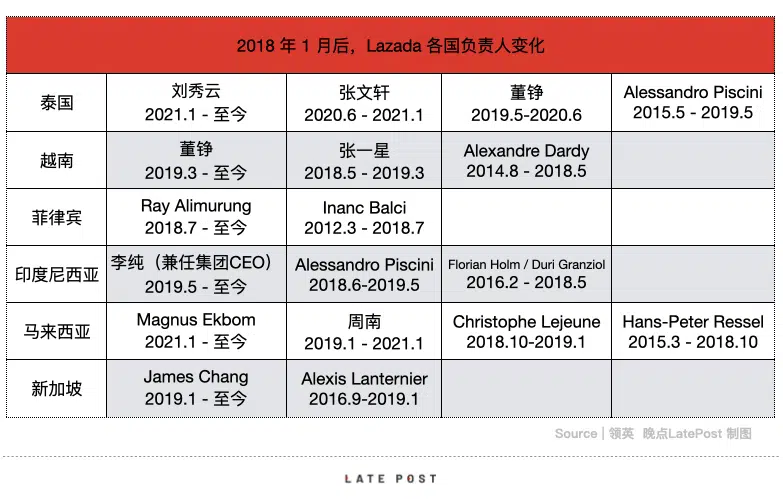 2018 年 1 月后，Lazada 各国负责人变化
泰国
刘秀云
2021.1 - 至今
张文轩
2020.6 - 2021.1
董铮
2019.5-2020.6
Alessandro Piscini
2015.5 - 2019.5
越南
董铮
2019.3 - 至今
张一星
2018.5 - 2019.3
Alexandre Dardy
2014.8 - 2018.5
菲律宾
Ray Alimurung
2018.7 - 至今
Inanc Balci
2012.3 - 2018.7
印度尼西亚
李纯（兼任集团CEO）
2019.5 - 至今
Alessandro Piscini
2018.6-2019.5
Florian Holm / Duri Granziol
2016.2 - 2018.5
马来西亚
Magnus Ekbom
2021.1 - 至今
周南
2019.1 - 2021.1
Christophe Lejeune
2018.10-2019.1
Hans-Peter Ressel
2015.3 - 2018.10
新加坡
James Chang
2019.1 - 至今
Alexis Lanternier
2016.9-2019.1
Source | 领英 晚点LatePost 制图
LATE POST